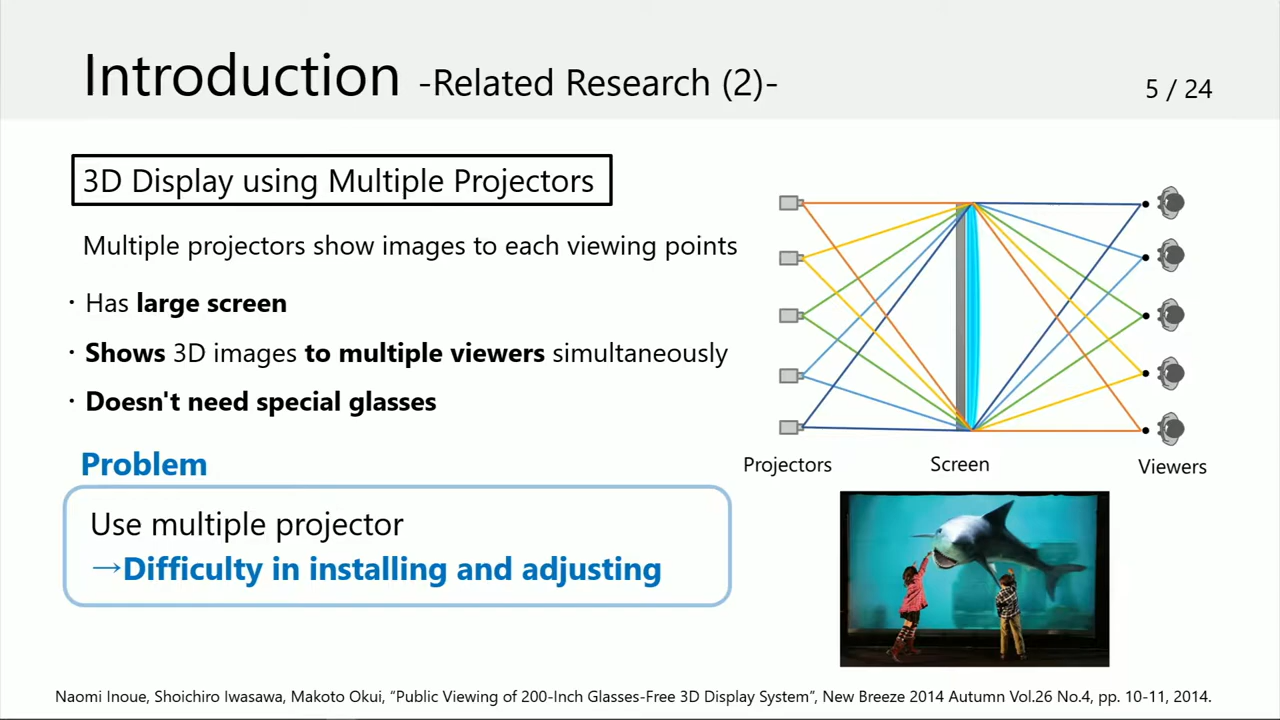 Introduction -Related Research (2)-
5 / 24
3D Display using Multiple Projectors
Multiple projectors show images to each viewing points
・Has large screen
・Shows 3D images to multiple viewers simultaneously
・Doesn't need special glasses
Problem
Use multiple projector
→Difficulty in installing and adjusting
Projectors
Screen
Viewers
Naomi Inoue, Shoichiro Iwasawa, Makoto Okui, “Public Viewing of 200-Inch Glasses-Free 3D Display System”, New Breeze 2014 Autumn Vol.26 No.4, pp. 10-11, 2014.